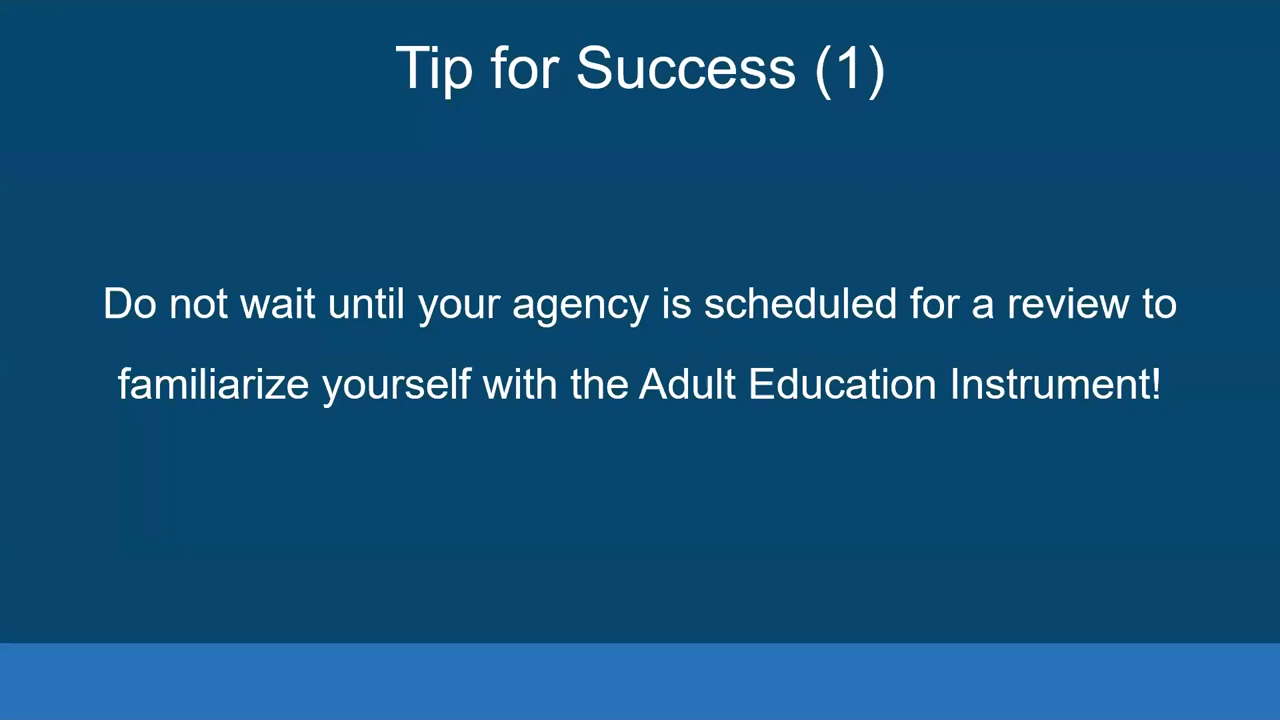 Tip for Success (1)
Do not wait until your agency is scheduled for a review to
familiarize yourself with the Adult Education Instrument!